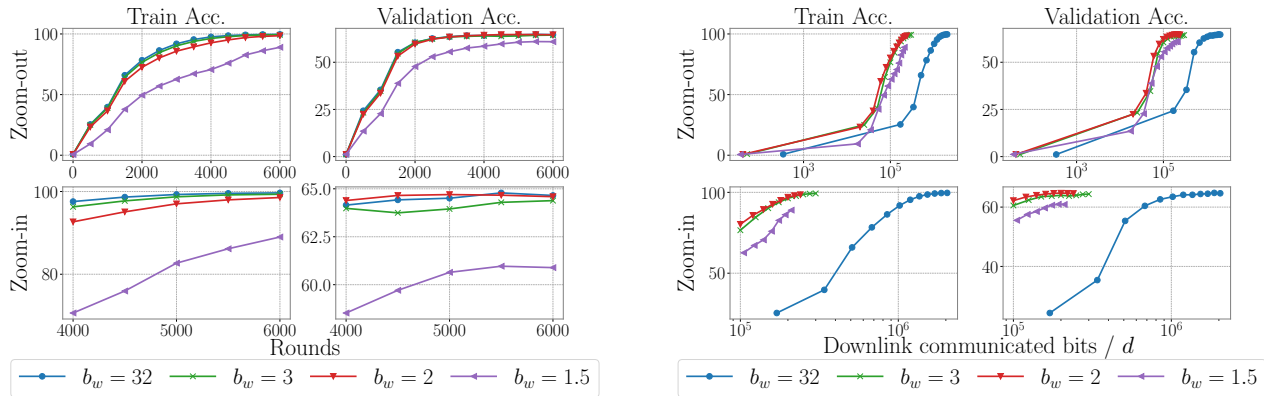 Train Acc.
Validation Acc.
Zoom-out
100
50
0
0
2000
4000
6000
75
50
25
0
0
2000
4000
6000
Zoom-in
100
80
4000
5000
6000
65.0
62.5
60.0
4000
5000
6000
Rounds
b_w = 32
b_w = 3
b_w = 2
b_w = 1.5
Train Acc.
Validation Acc.
Zoom-out
100
50
0
10^3
10^5
75
50
25
0
10^3
10^5
Zoom-in
100
50
10^5
10^6
60
40
10^5
10^6
Downlink communicated bits / d
b_w = 32
b_w = 3
b_w = 2
b_w = 1.5